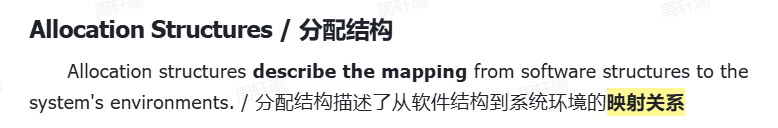 Allocation Structures / 分配结构
Allocation structures describe the mapping from software structures to the
system's environments. / 分配结构描述了从软件结构到系统环境的映射关系